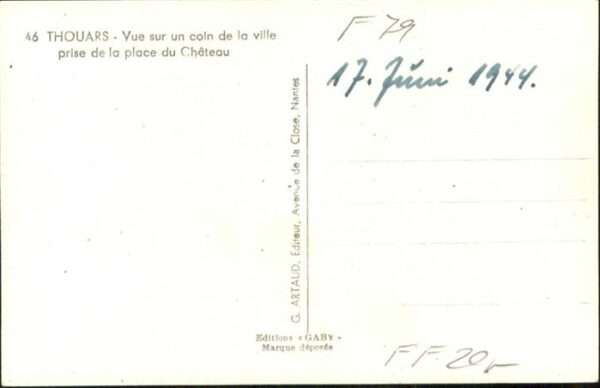 46 THOUARS - Vue sur un coin de la ville
prise de la place du Château
F 79
17. Juni 1944.
G. ARTAUD, Editeur, Avenue de la Close, Nantes
Editions «GABY»
Marque déposée
FF 20,-